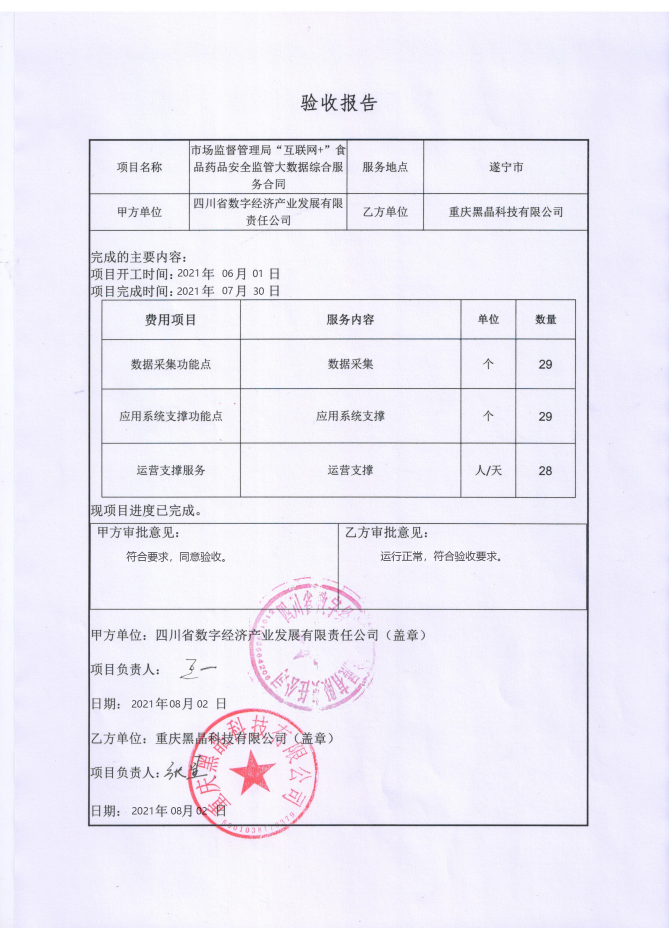 验收报告
项目名称
市场监督管理局“互联网+”食
品药品安全监管大数据综合服
务合同
服务地点
遂宁市
甲方单位
四川省数字经济产业发展有限
责任公司
乙方单位
重庆黑晶科技有限公司
完成的主要内容：
项目开工时间：2021年 06月 01 日
项目完成时间：2021年 07月 30 日
费用项目 服务内容 单位 数量
数据采集功能点 数据采集 个 29
应用系统支撑功能点 应用系统支撑 个 29
运营支撑服务 运营支撑 人/天 28
现项目进度已完成。
甲方审批意见：
符合要求，同意验收。
乙方审批意见：
运行正常，符合验收要求。
甲方单位：四川省数字经济产业发展有限责任公司（盖章）
项目负责人：
日期： 2021年08月02 日
乙方单位：重庆黑晶科技有限公司（盖章）
项目负责人：
日期： 2021年08月02 日
重庆黑晶科技有限公司